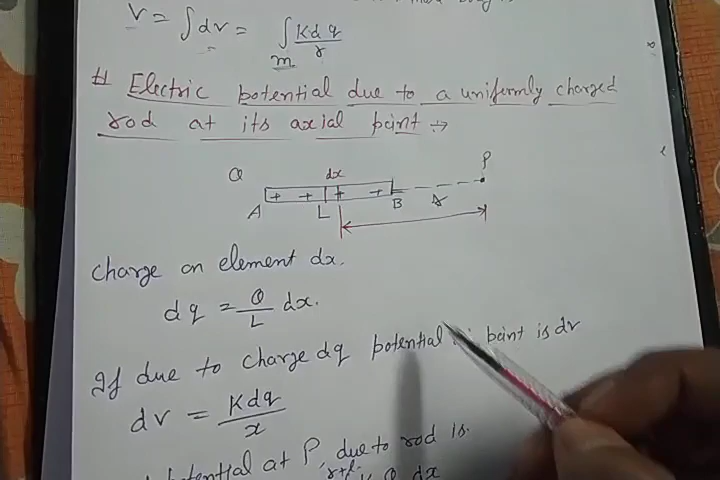 V = ∫dv = ∫ Kdq/r
m
# Electric potential due to a uniformly charged
rod at its axial point →
Q dx P
+ + + +
A L B r
charge on element dx.
dq = Q/L dx.
If due to charge dq potential point is dv
dv = Kdq/x
potential at P, due to rod is
r+L Q dx